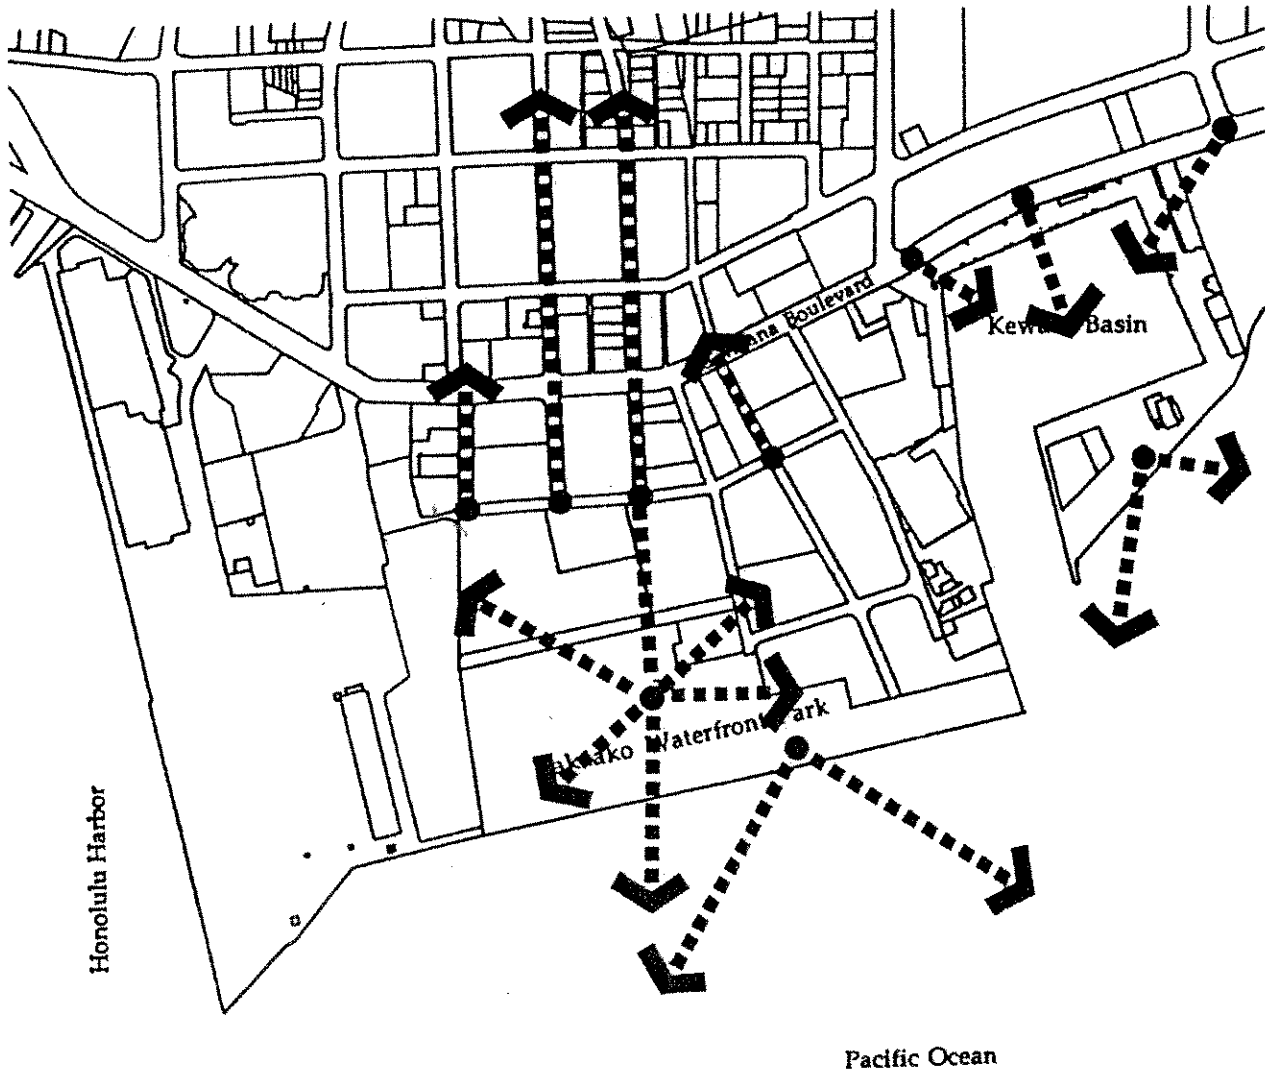 Boulevard
Basin
Waterfront
Honolulu Harbor
Pacific Ocean